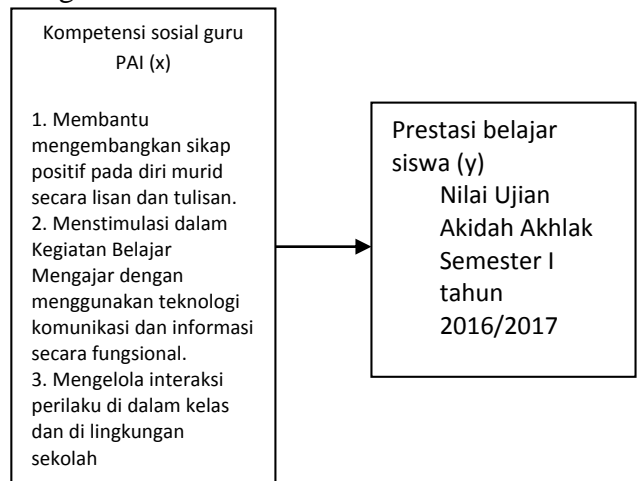 Kompetensi sosial guru
PAI (x)
1. Membantu
mengembangkan sikap
positif pada diri murid
secara lisan dan tulisan.
2. Menstimulasi dalam
Kegiatan Belajar
Mengajar dengan
menggunakan teknologi
komunikasi dan informasi
secara fungsional.
3. Mengelola interaksi
perilaku di dalam kelas
dan di lingkungan
sekolah
Prestasi belajar
siswa (y)
Nilai Ujian
Akidah Akhlak
Semester I
tahun
2016/2017